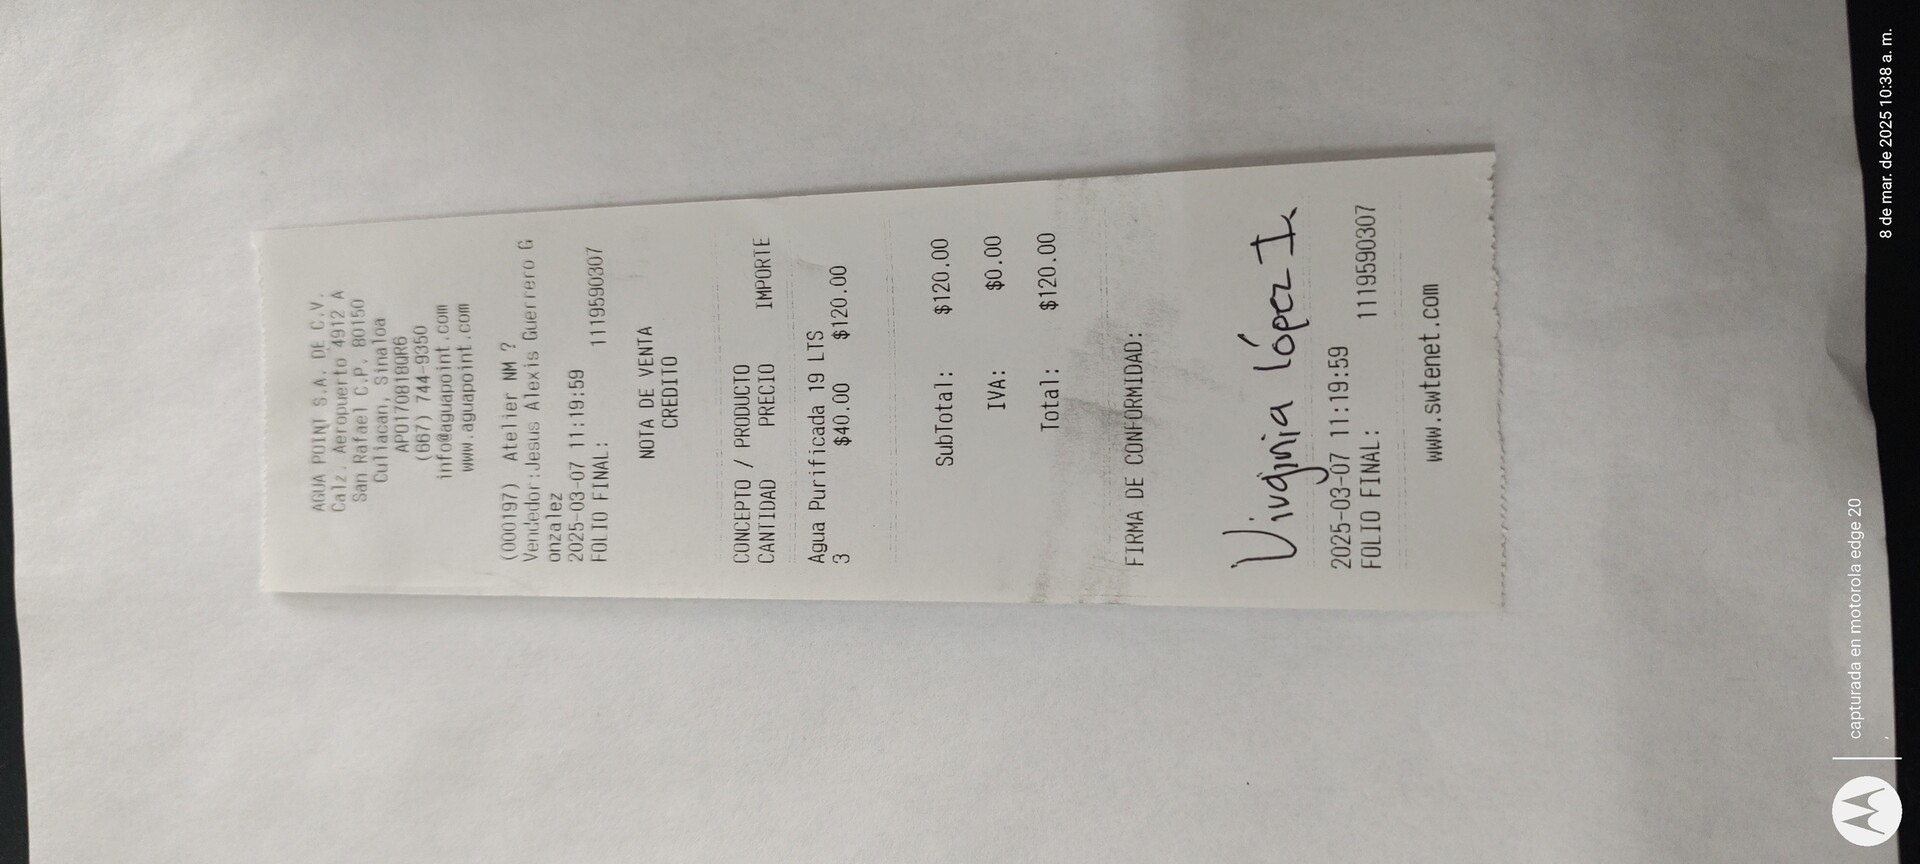 AGUA POINT S.A. DE C.V.
Calz. Aeropuerto 4912 A
San Rafael C.P. 80150
Culiacan, Sinaloa
APO170818QR6
(667) 744-9350
info@aguapoint.com
www.aguapoint.com
(000197) Atelier NM ?
Vendedor:Jesus Alexis Guerrero G
onzalez
2025-03-07 11:19:59
FOLIO FINAL: 1119590307
NOTA DE VENTA
CREDITO
CONCEPTO / PRODUCTO
CANTIDAD PRECIO IMPORTE
Agua Purificada 19 LTS
3 $40.00 $120.00
SubTotal: $120.00
IVA: $0.00
Total: $120.00
FIRMA DE CONFORMIDAD:
Virginia López I
2025-03-07 11:19:59
FOLIO FINAL: 1119590307
www.swtenet.com
capturada en motorola edge 20
8 de mar. de 2025 10:38 a. m.